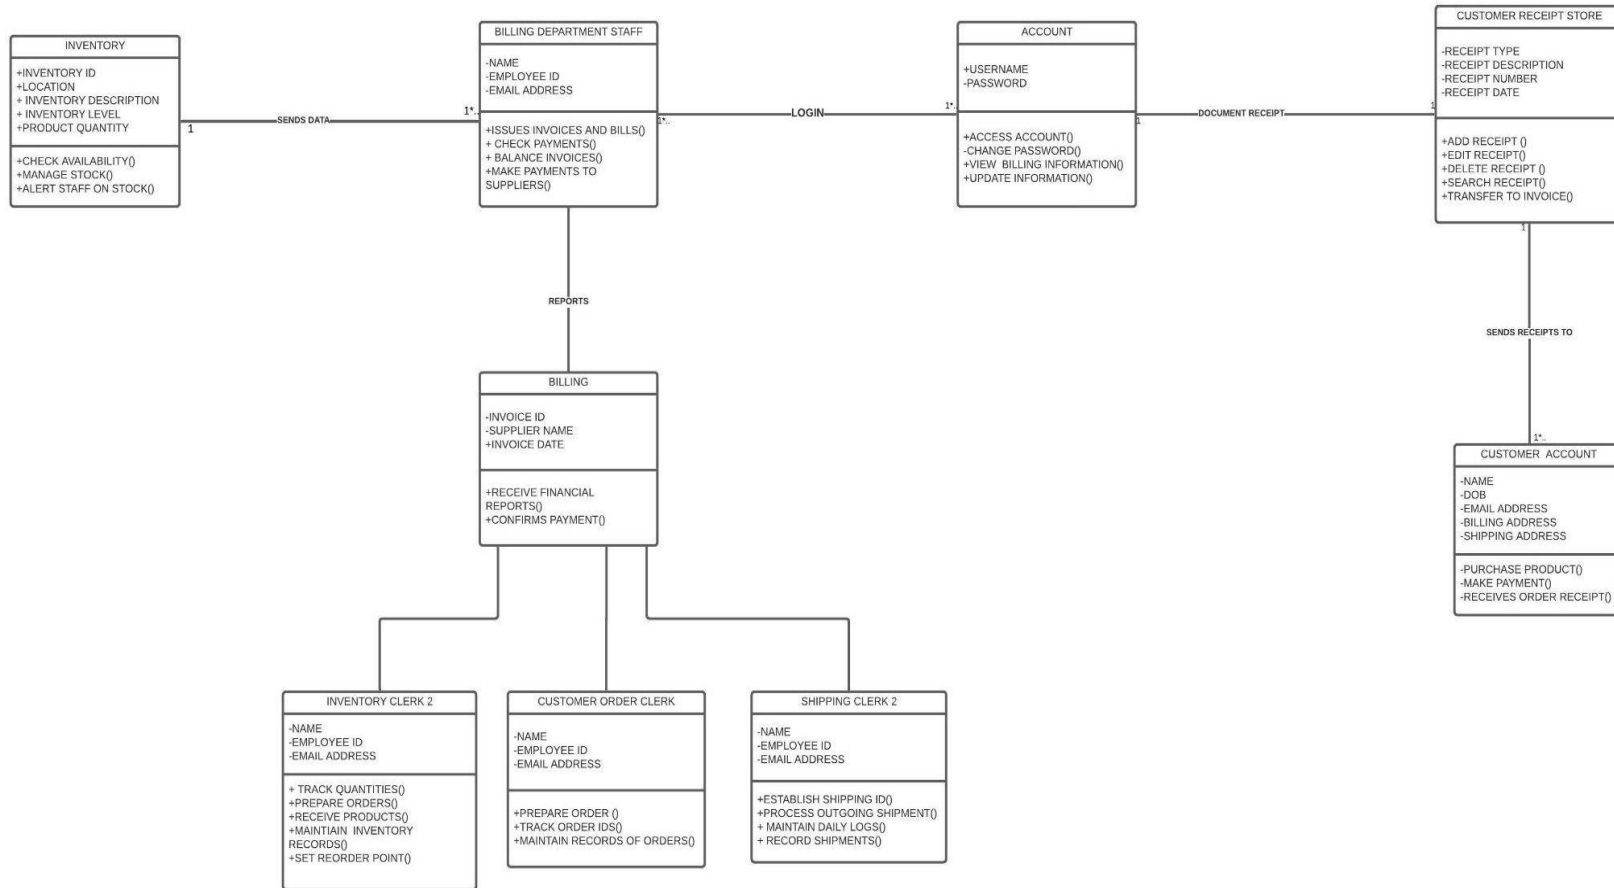 INVENTORY
+INVENTORY ID
+LOCATION
+ INVENTORY DESCRIPTION
+ INVENTORY LEVEL
+PRODUCT QUANTITY
+CHECK AVAILABILITY()
+MANAGE STOCK()
+ALERT STAFF ON STOCK()
1
SENDS DATA
1*..
BILLING DEPARTMENT STAFF
-NAME
-EMPLOYEE ID
-EMAIL ADDRESS
+ISSUES INVOICES AND BILLS()
+ CHECK PAYMENTS()
+ BALANCE INVOICES()
+MAKE PAYMENTS TO
SUPPLIERS()
1*..
LOGIN
1*..
ACCOUNT
+USERNAME
-PASSWORD
+ACCESS ACCOUNT()
-CHANGE PASSWORD()
+VIEW BILLING INFORMATION()
+UPDATE INFORMATION()
1
DOCUMENT RECEIPT
1
CUSTOMER RECEIPT STORE
-RECEIPT TYPE
-RECEIPT DESCRIPTION
-RECEIPT NUMBER
-RECEIPT DATE
+ADD RECEIPT ()
+EDIT RECEIPT()
+DELETE RECEIPT ()
+SEARCH RECEIPT()
+TRANSFER TO INVOICE()
1
SENDS RECEIPTS TO
1*..
CUSTOMER ACCOUNT
-NAME
-DOB
-EMAIL ADDRESS
-BILLING ADDRESS
-SHIPPING ADDRESS
-PURCHASE PRODUCT()
-MAKE PAYMENT()
-RECEIVES ORDER RECEIPT()
REPORTS
BILLING
-INVOICE ID
-SUPPLIER NAME
+INVOICE DATE
+RECEIVE FINANCIAL
REPORTS()
+CONFIRMS PAYMENT()
INVENTORY CLERK 2
-NAME
-EMPLOYEE ID
-EMAIL ADDRESS
+ TRACK QUANTITIES()
+PREPARE ORDERS()
+RECEIVE PRODUCTS()
+MAINTIAIN INVENTORY
RECORDS()
+SET REORDER POINT()
CUSTOMER ORDER CLERK
-NAME
-EMPLOYEE ID
-EMAIL ADDRESS
+PREPARE ORDER ()
+TRACK ORDER IDS()
+MAINTAIN RECORDS OF ORDERS()
SHIPPING CLERK 2
-NAME
-EMPLOYEE ID
-EMAIL ADDRESS
+ESTABLISH SHIPPING ID()
+PROCESS OUTGOING SHIPMENT()
+ MAINTAIN DAILY LOGS()
+ RECORD SHIPMENTS()